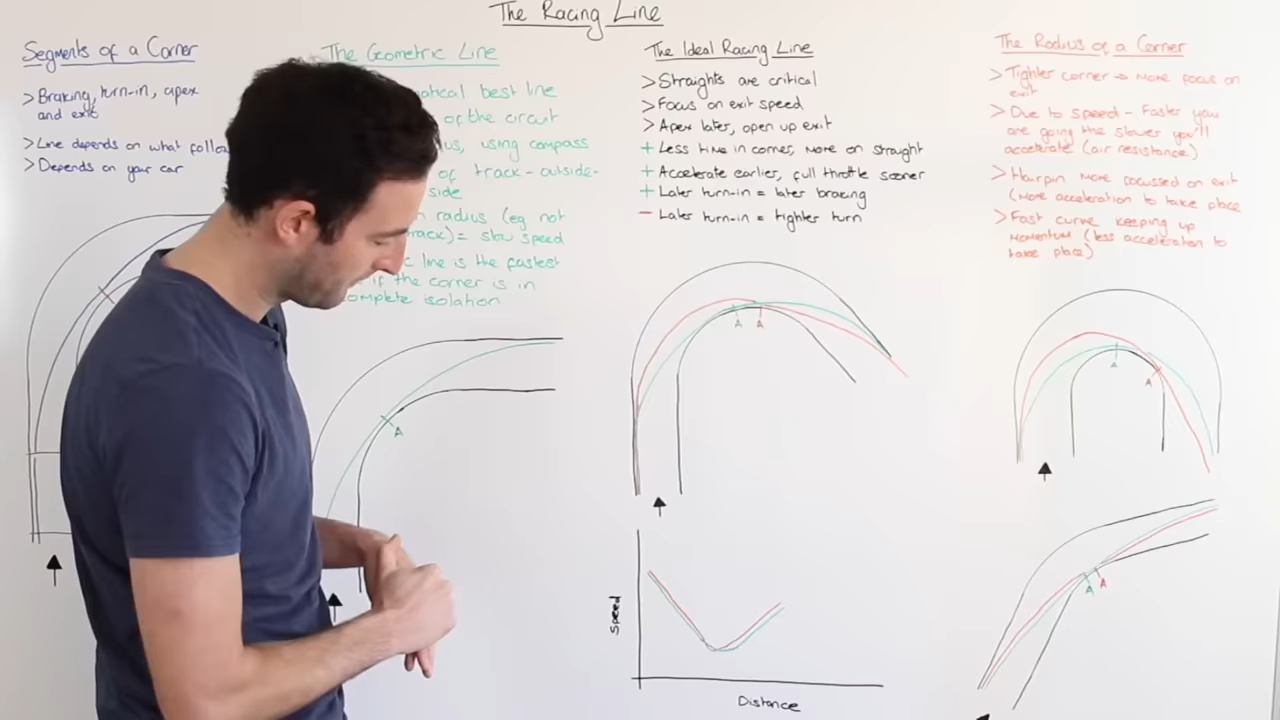 The Racing Line
Segments of a Corner
> Braking, turn-in, apex
and exit
> Line depends on what follo
> Depends on your car
The Geometric Line
atical best line
of the circuit
us, using compass
of track - outside-
side
radius (eg not
track) = slow speed
c line is the fastest
if the corner is in
omplete isolation
A
The Ideal Racing Line
> Straights are critical
> Focus on exit speed
> Apex later, open up exit
+ Less time in corner, more on straight
+ Accelerate earlier, full throttle sooner
+ Later turn-in = later braking
- Later turn-in = tighter turn
A A
Speed
Distance
The Radius of a Corner
> Tighter corner → More focus on
exit
> Due to speed - Faster you
are going the slower you'll
accelerate (air resistance)
> Hairpin more focussed on exit
(more acceleration to take place
> Fast curve keeping up
momentum (less acceleration to
take place)
A A
A A